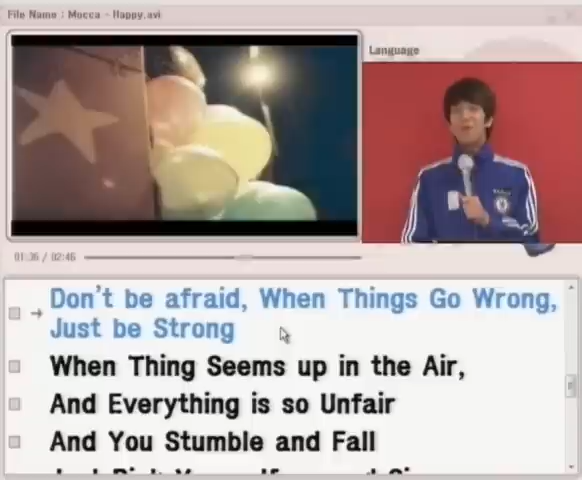 File Name : Mocca - Happy.avi
Language
01:36 / 02:46
Don't be afraid, When Things Go Wrong,
Just be Strong
When Thing Seems up in the Air,
And Everything is so Unfair
And You Stumble and Fall